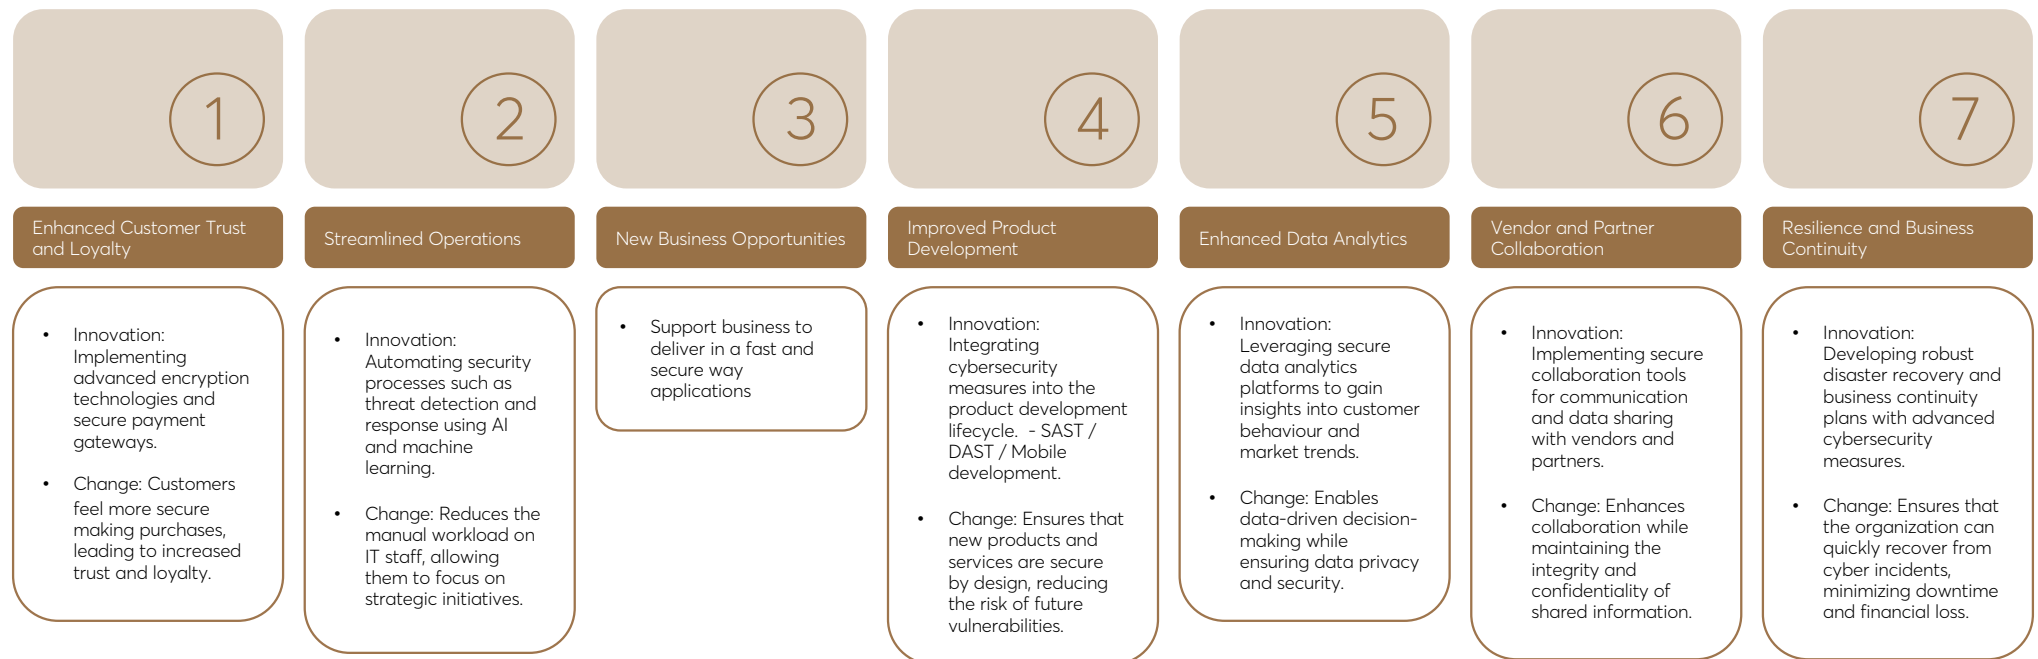 1
2
3
4
5
6
7
Enhanced Customer Trust
and Loyalty
Streamlined Operations
New Business Opportunities
Improved Product
Development
Enhanced Data Analytics
Vendor and Partner
Collaboration
Resilience and Business
Continuity
• Innovation:
Implementing
advanced encryption
technologies and
secure payment
gateways.
• Change: Customers
feel more secure
making purchases,
leading to increased
trust and loyalty.
• Innovation:
Automating security
processes such as
threat detection and
response using AI
and machine
learning.
• Change: Reduces the
manual workload on
IT staff, allowing
them to focus on
strategic initiatives.
• Support business to
deliver in a fast and
secure way
applications
• Innovation:
Integrating
cybersecurity
measures into the
product development
lifecycle.  - SAST /
DAST / Mobile
development.
• Change: Ensures that
new products and
services are secure
by design, reducing
the risk of future
vulnerabilities.
• Innovation:
Leveraging secure
data analytics
platforms to gain
insights into customer
behaviour and
market trends.
• Change: Enables
data-driven decision-
making while
ensuring data privacy
and security.
• Innovation:
Implementing secure
collaboration tools
for communication
and data sharing
with vendors and
partners.
• Change: Enhances
collaboration while
maintaining the
integrity and
confidentiality of
shared information.
• Innovation:
Developing robust
disaster recovery and
business continuity
plans with advanced
cybersecurity
measures.
• Change: Ensures that
the organization can
quickly recover from
cyber incidents,
minimizing downtime
and financial loss.